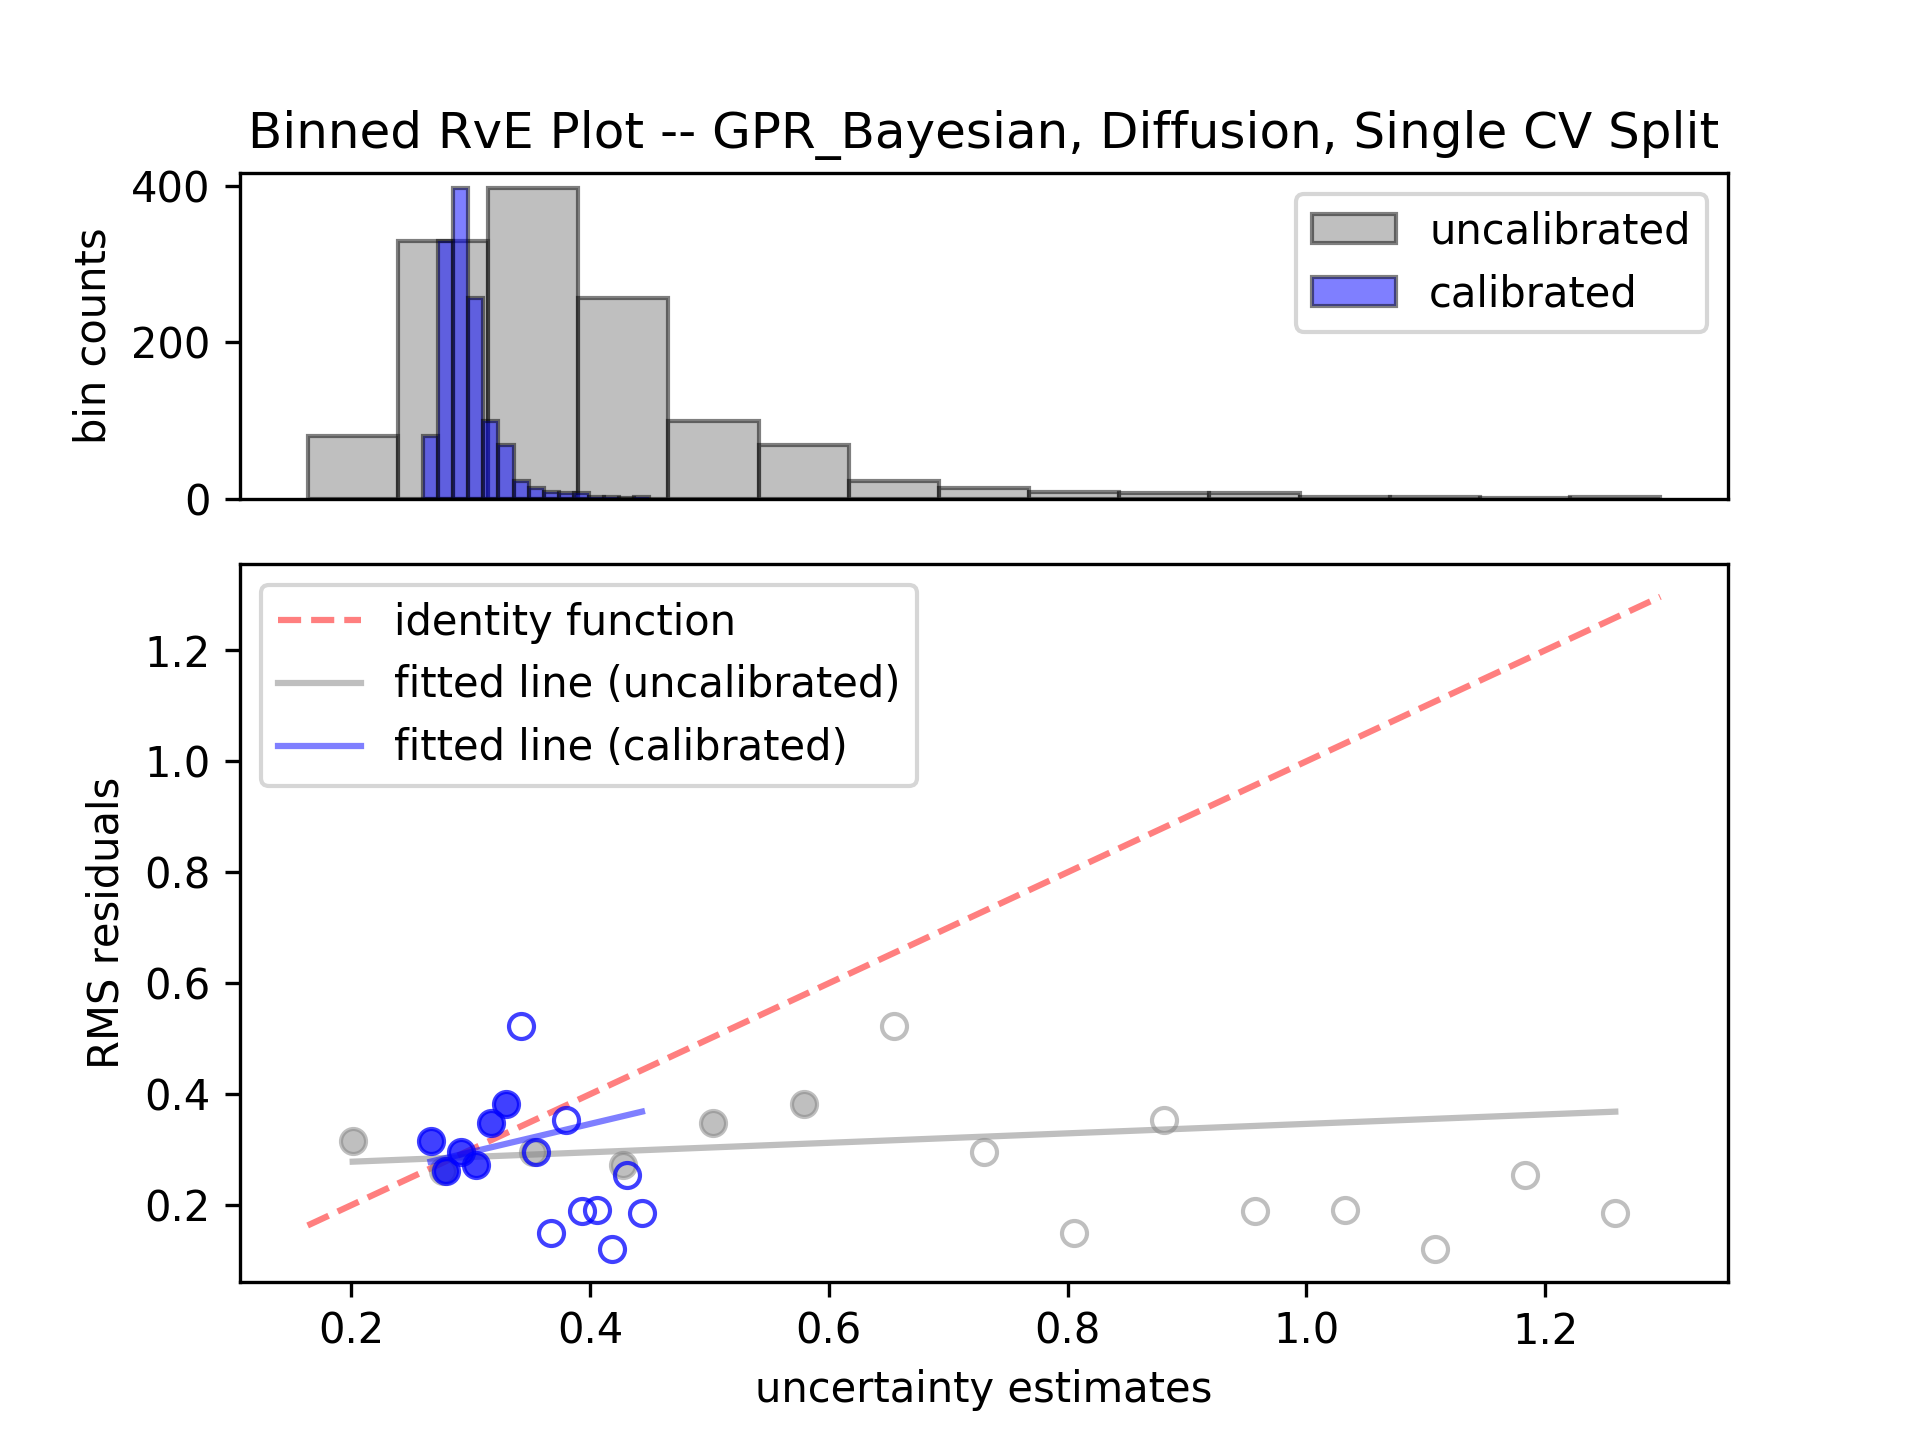 Binned RvE Plot -- GPR_Bayesian, Diffusion, Single CV Split
400
200
0
bin counts
uncalibrated
calibrated
identity function
fitted line (uncalibrated)
fitted line (calibrated)
1.2
1.0
0.8
0.6
0.4
0.2
RMS residuals
0.2 0.4 0.6 0.8 1.0 1.2
uncertainty estimates